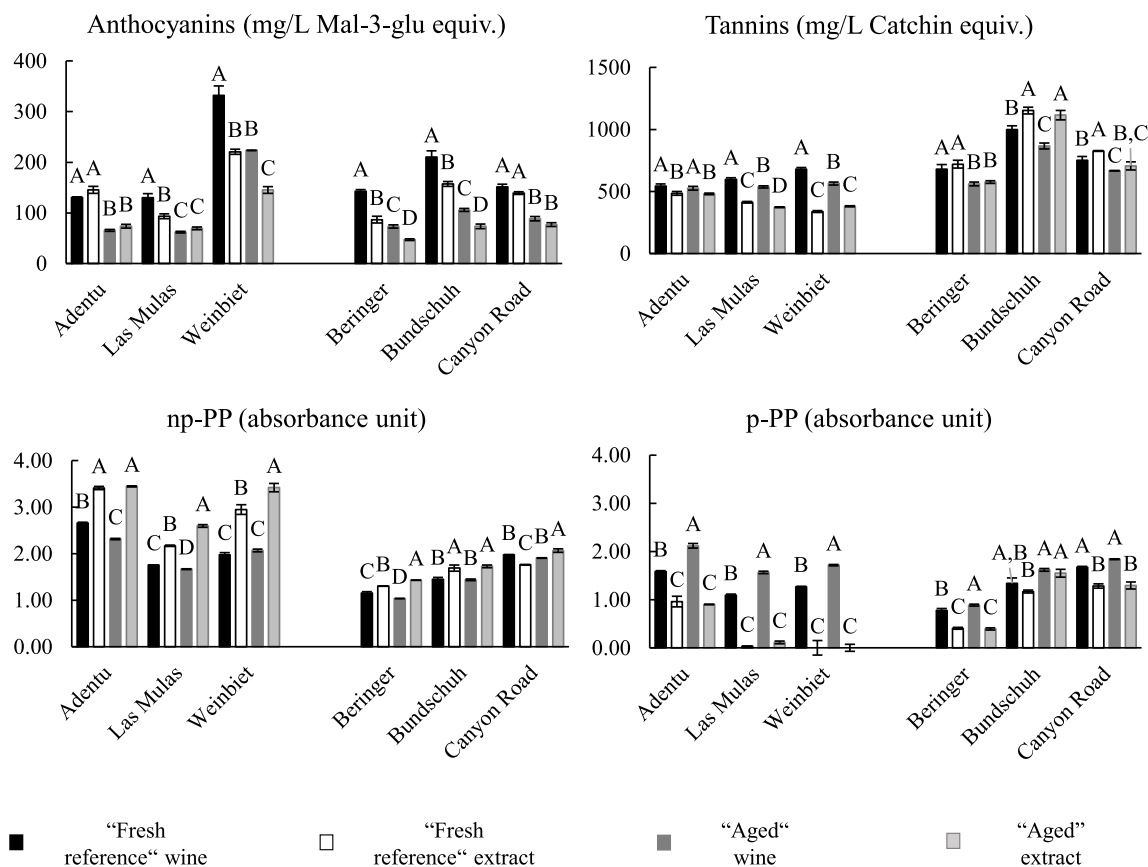 Anthocyanins (mg/L Mal-3-glu equiv.)
400
300
200
100
0
A A B B
A B C C
A B B C
A B C D
A B C D
A A B B
Adentu
Las Mulas
Weinbiet
Beringer
Bundschuh
Canyon Road
Tannins (mg/L Catchin equiv.)
1500
1000
500
0
A B A B
A C B D
A C B C
A A B B
B A C A
B A C B,C
Adentu
Las Mulas
Weinbiet
Beringer
Bundschuh
Canyon Road
np-PP (absorbance unit)
4.00
3.00
2.00
1.00
0.00
B A C A
C B D A
C B C A
C B D A
B A B A
B C B A
Adentu
Las Mulas
Weinbiet
Beringer
Bundschuh
Canyon Road
p-PP (absorbance unit)
4.00
3.00
2.00
1.00
0.00
B C A C
B C A C
B C A C
B C A C
A,B B A A
A B A B
Adentu
Las Mulas
Weinbiet
Beringer
Bundschuh
Canyon Road
“Fresh
reference“ wine
“Fresh
reference“ extract
“Aged“
wine
“Aged”
extract